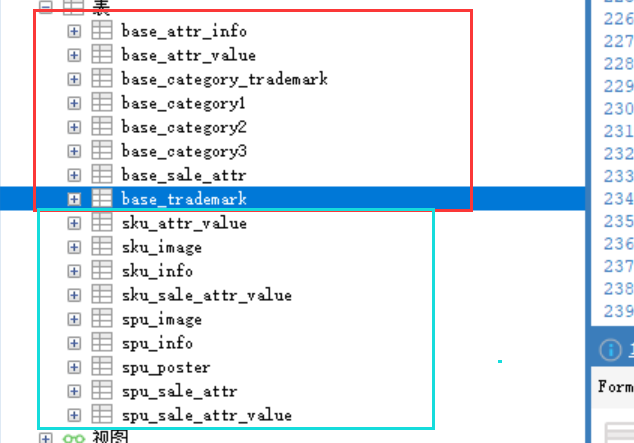 表
base_attr_info
base_attr_value
base_category_trademark
base_category1
base_category2
base_category3
base_sale_attr
base_trademark
sku_attr_value
sku_image
sku_info
sku_sale_attr_value
spu_image
spu_info
spu_poster
spu_sale_attr
spu_sale_attr_value
视图
226
227
228
229
230
231
232
233
234
235
236
237
238
239
Form